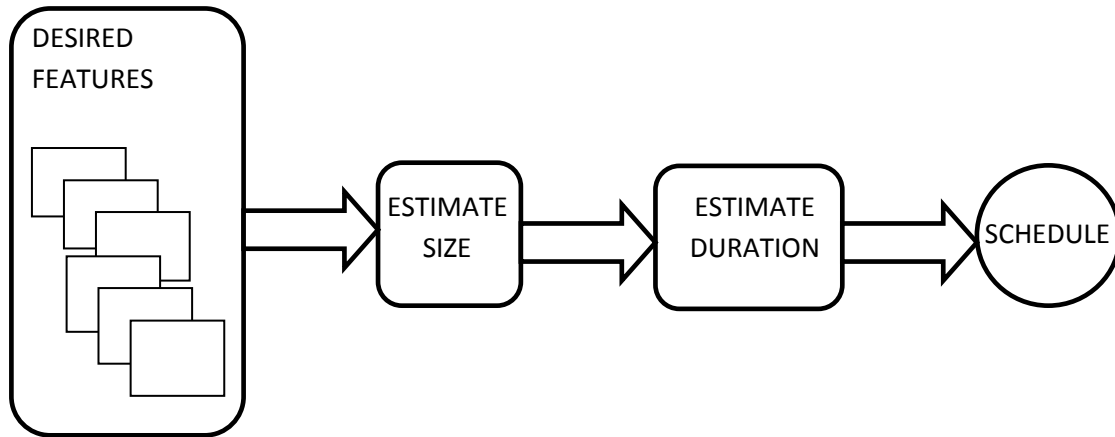 DESIRED
FEATURES
ESTIMATE
SIZE
ESTIMATE
DURATION
SCHEDULE